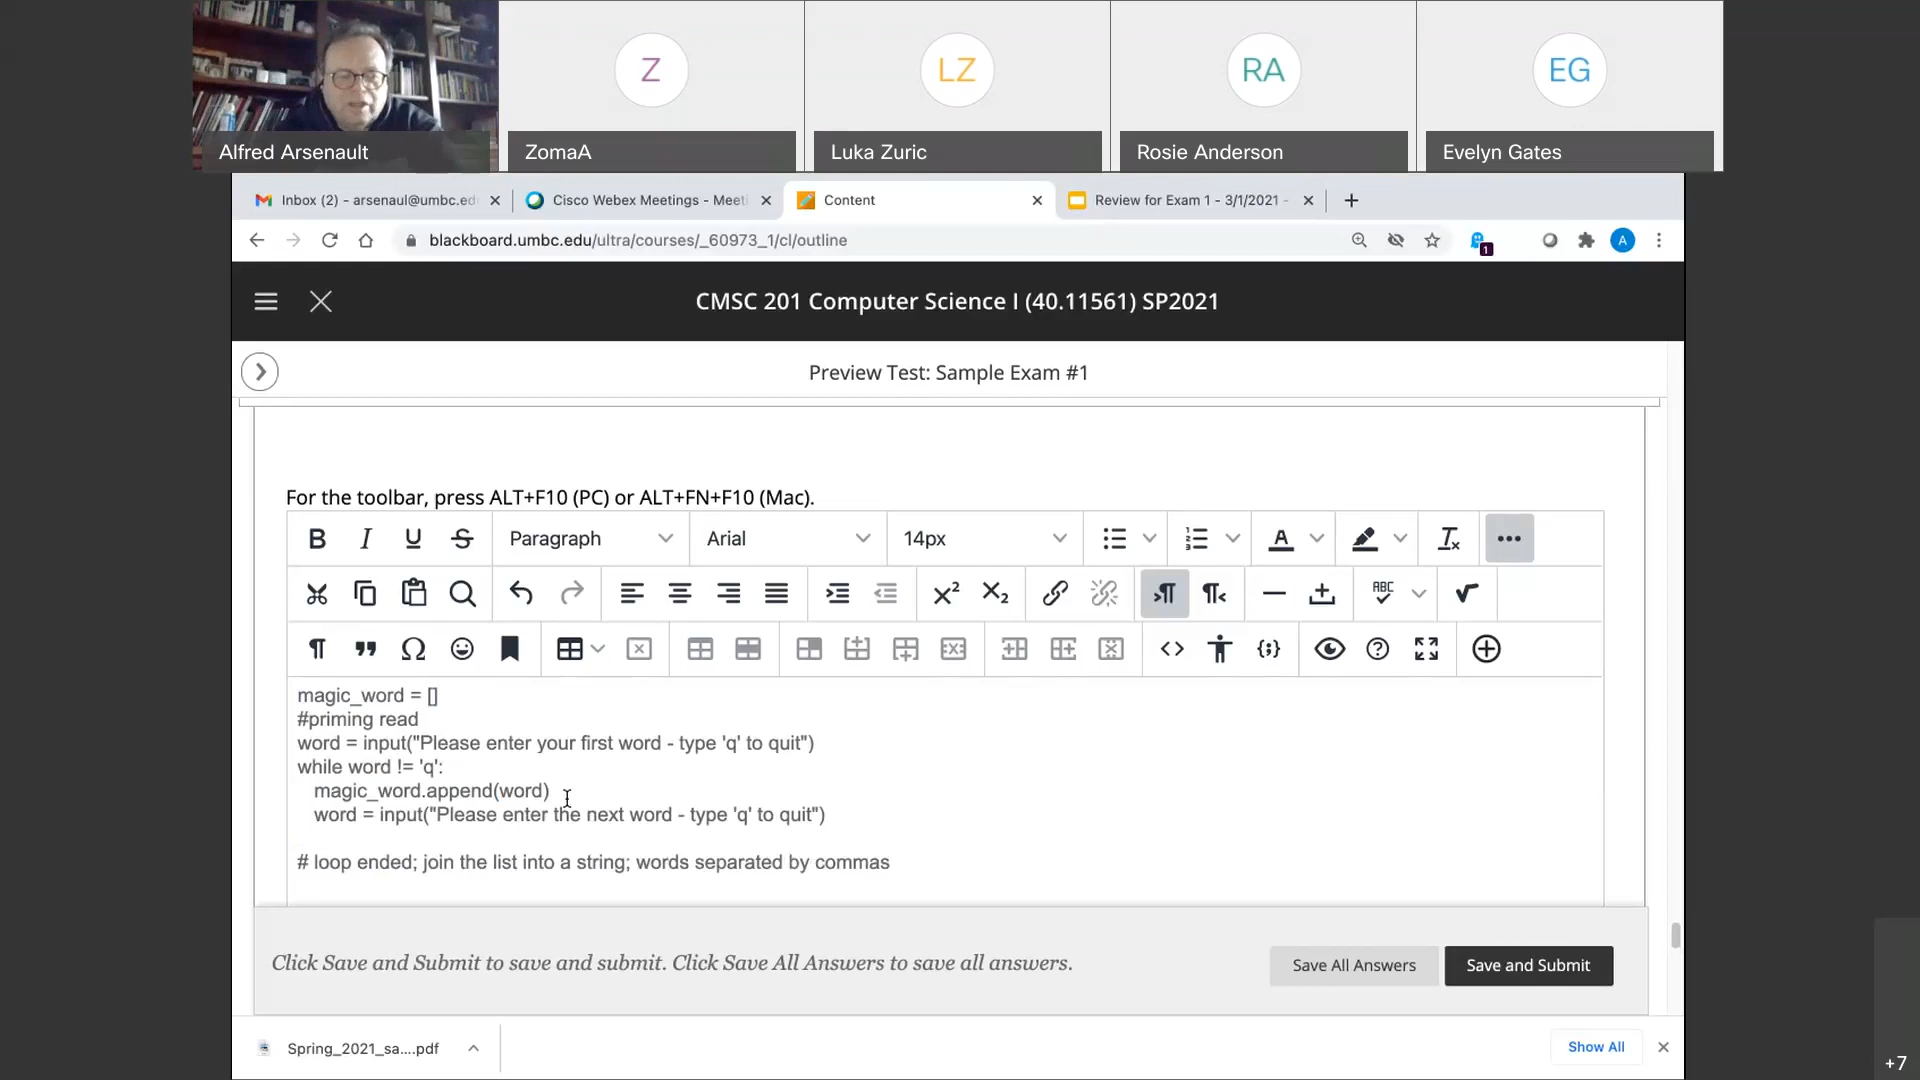 Z
LZ
RA
EG
Alfred Arsenault
ZomaA
Luka Zuric
Rosie Anderson
Evelyn Gates
Inbox (2) - arsenaul@umbc.ed
Cisco Webex Meetings - Meeti
Content
Review for Exam 1 - 3/1/2021 -
blackboard.umbc.edu/ultra/courses/_60973_1/cl/outline
1
A
CMSC 201 Computer Science I (40.11561) SP2021
Preview Test: Sample Exam #1
For the toolbar, press ALT+F10 (PC) or ALT+FN+F10 (Mac).
B I U S Paragraph Arial 14px
magic_word = []
#priming read
word = input("Please enter your first word - type 'q' to quit")
while word != 'q':
magic_word.append(word)
word = input("Please enter the next word - type 'q' to quit")
# loop ended; join the list into a string; words separated by commas
Click Save and Submit to save and submit. Click Save All Answers to save all answers.
Save All Answers
Save and Submit
Spring_2021_sa....pdf
Show All
+7